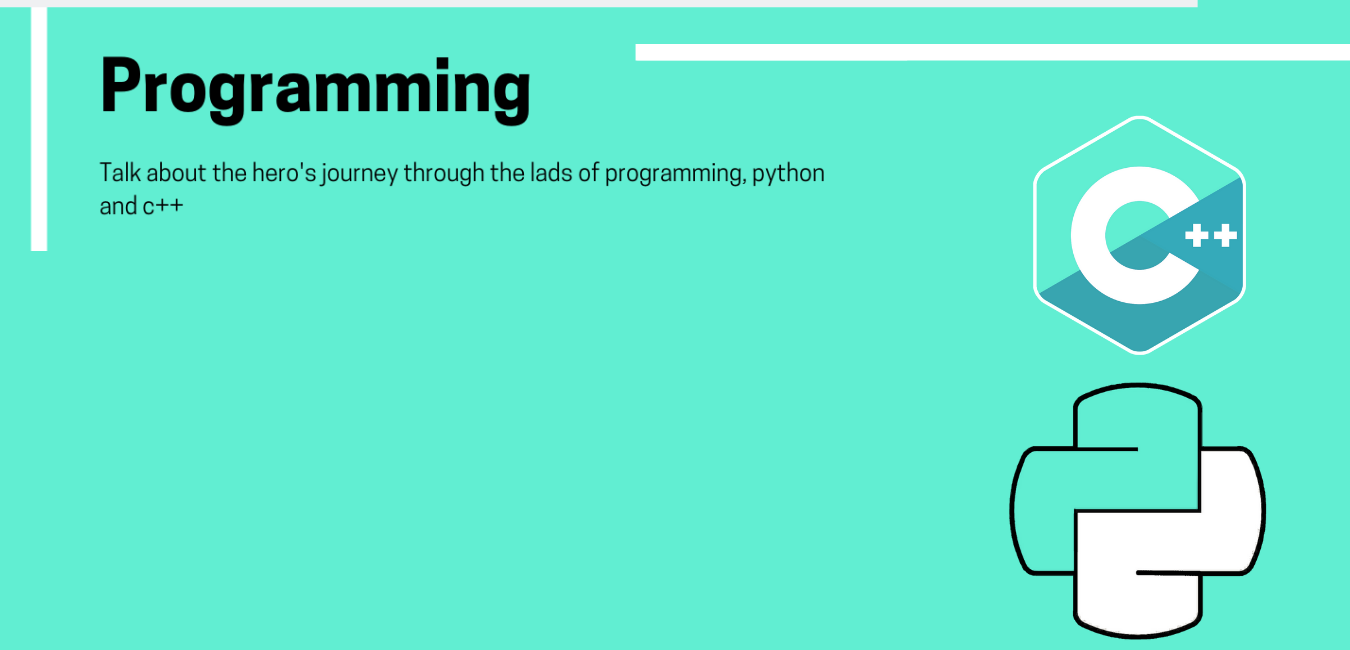 Programming
Talk about the hero's journey through the lads of programming, python
and c++
C++